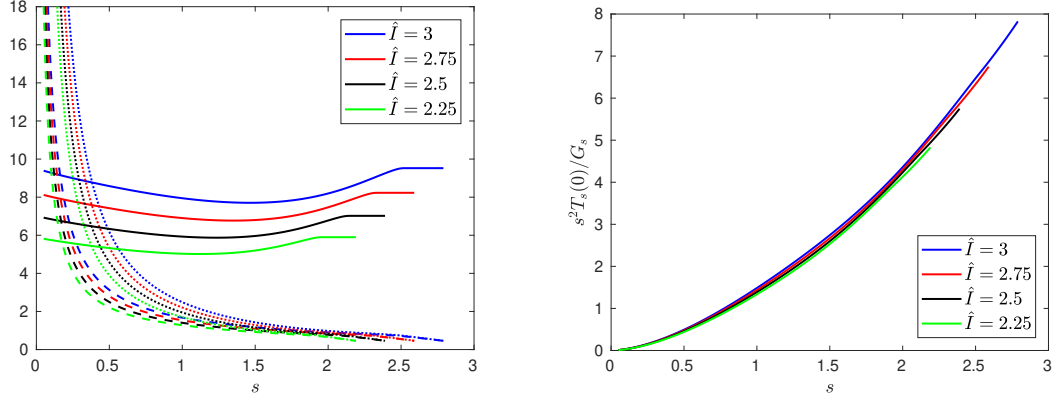 18
16
14
12
10
8
6
4
2
0
Î = 3
Î = 2.75
Î = 2.5
Î = 2.25
0 0.5 1 1.5 2 2.5 3
s
8
7
6
5
4
3
2
1
0
s²Tₛ(0)/Gₛ
Î = 3
Î = 2.75
Î = 2.5
Î = 2.25
0 0.5 1 1.5 2 2.5 3
s